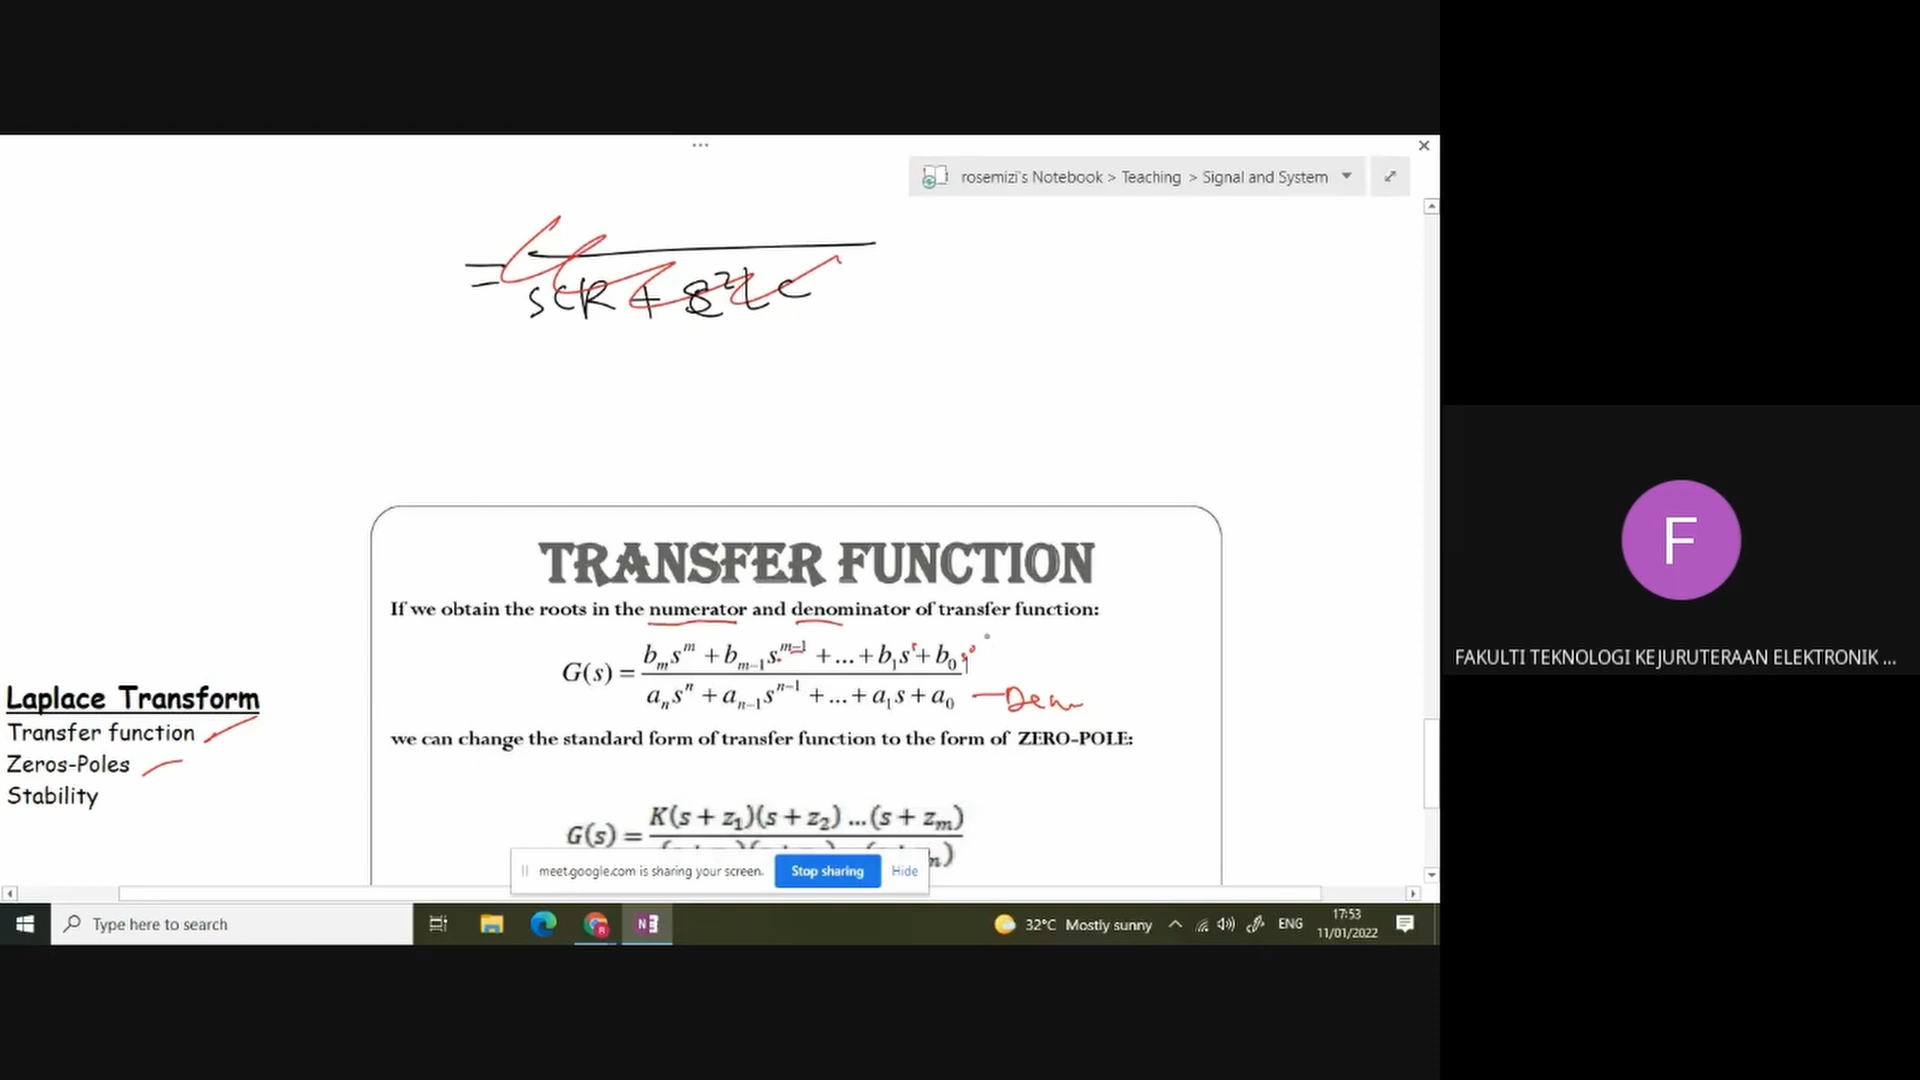 rosemizi's Notebook > Teaching > Signal and System
= sCR + s²LC
TRANSFER FUNCTION
If we obtain the roots in the numerator and denominator of transfer function:
G(s) = (b_m s^m + b_{m-1} s^{m-1} + ... + b_1 s^1 + b_0 s^0) / (a_n s^n + a_{n-1} s^{n-1} + ... + a_1 s + a_0) — Den
we can change the standard form of transfer function to the form of ZERO-POLE:
G(s) = K(s + z_1)(s + z_2) ... (s + z_m)
Laplace Transform
Transfer function
Zeros-Poles
Stability
meet.google.com is sharing your screen. Stop sharing Hide
Type here to search
32°C Mostly sunny
ENG
17:53
11/01/2022
F
FAKULTI TEKNOLOGI KEJURUTERAAN ELEKTRONIK ...